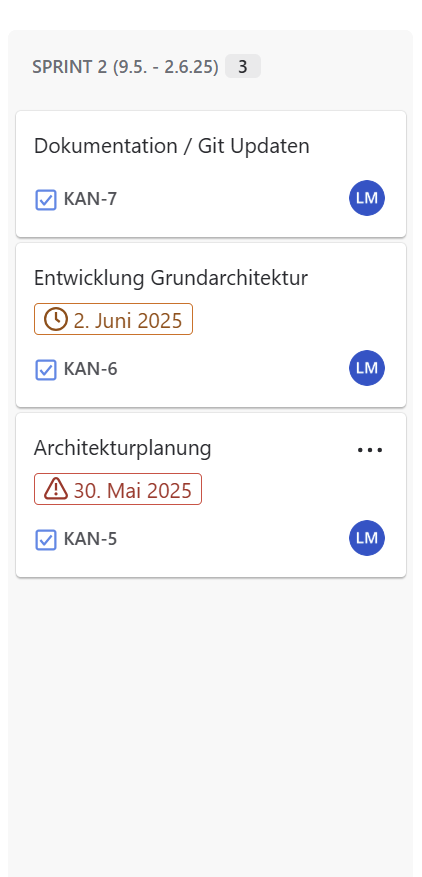 SPRINT 2 (9.5. - 2.6.25) 3
Dokumentation / Git Updaten
KAN-7 LM
Entwicklung Grundarchitektur
2. Juni 2025
KAN-6 LM
Architekturplanung
30. Mai 2025
KAN-5 LM